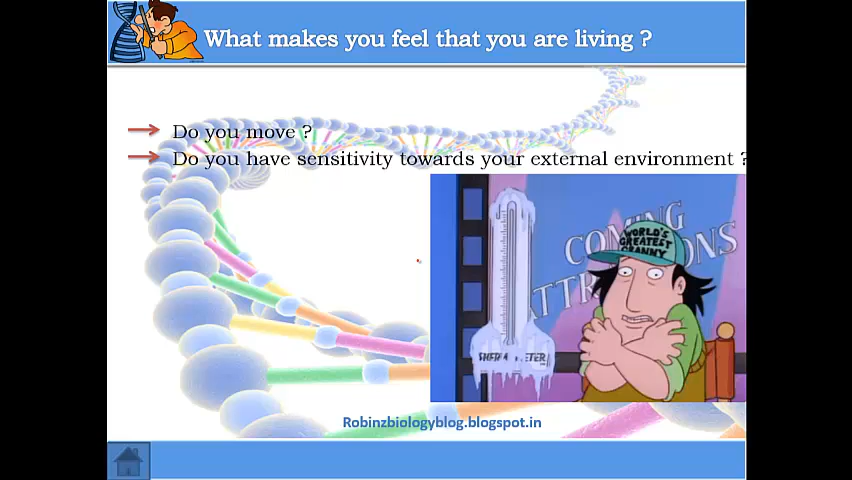 What makes you feel that you are living ?
Do you move ?
Do you have sensitivity towards your external environment ?
COMING
ATTRACTIONS
WORLD'S
GREATEST
GRANNY
Robinzbiologyblog.blogspot.in